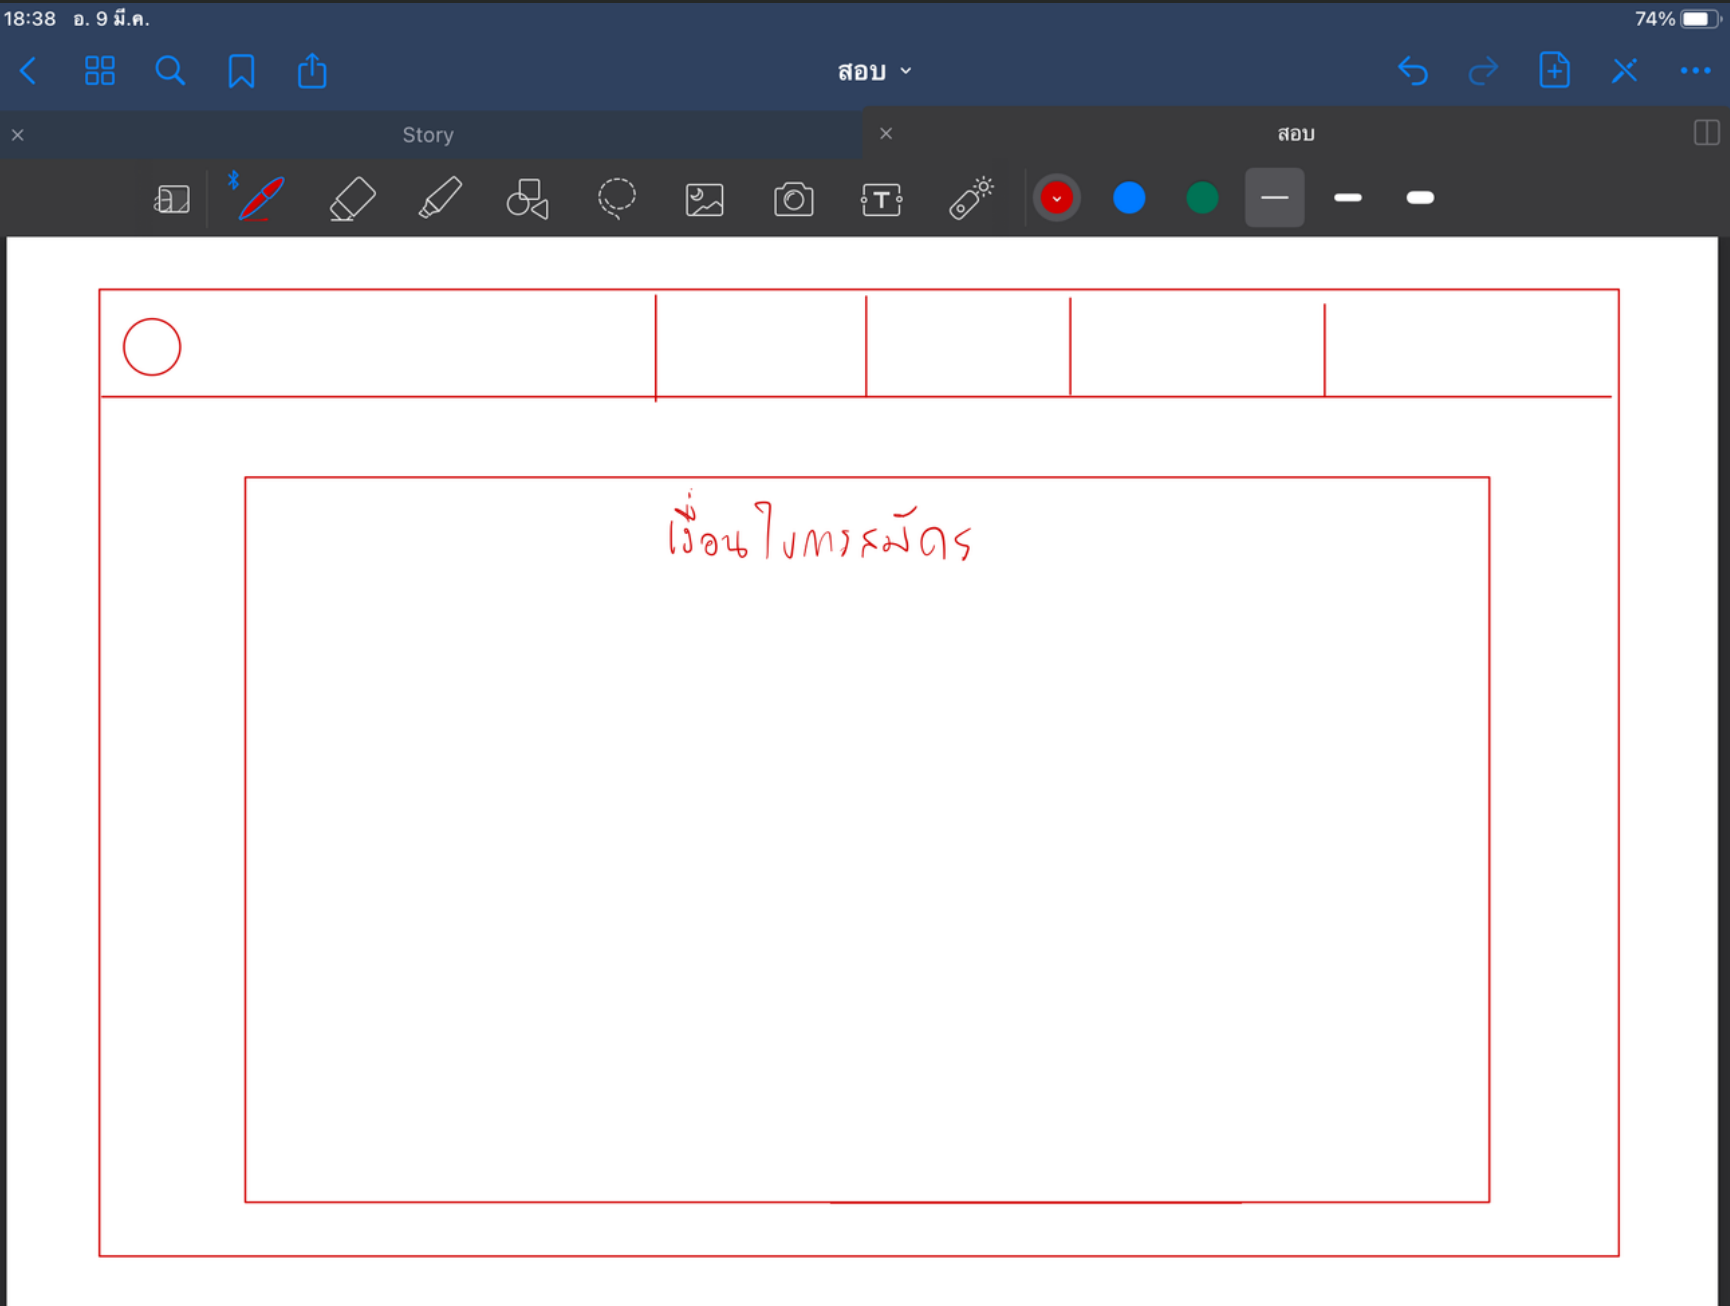 18:38 อ. 9 มี.ค. 74%
สอบ
Story สอบ
เงื่อนไขการสมัคร